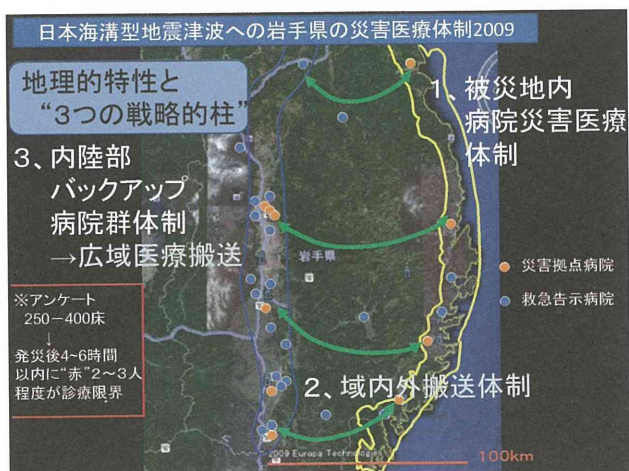 日本海溝型地震津波への岩手県の災害医療体制2009
地理的特性と
“3つの戦略的柱”
1、被災地内
病院災害医療
体制
3、内陸部
バックアップ
病院群体制
→広域医療搬送
岩手県
災害拠点病院
救急告示病院
※アンケート
250－400床
↓
発災後4~6時間
以内に“赤”2～3人
程度が診療限界
2、域内外搬送体制
2009 Europa Technologies
100km